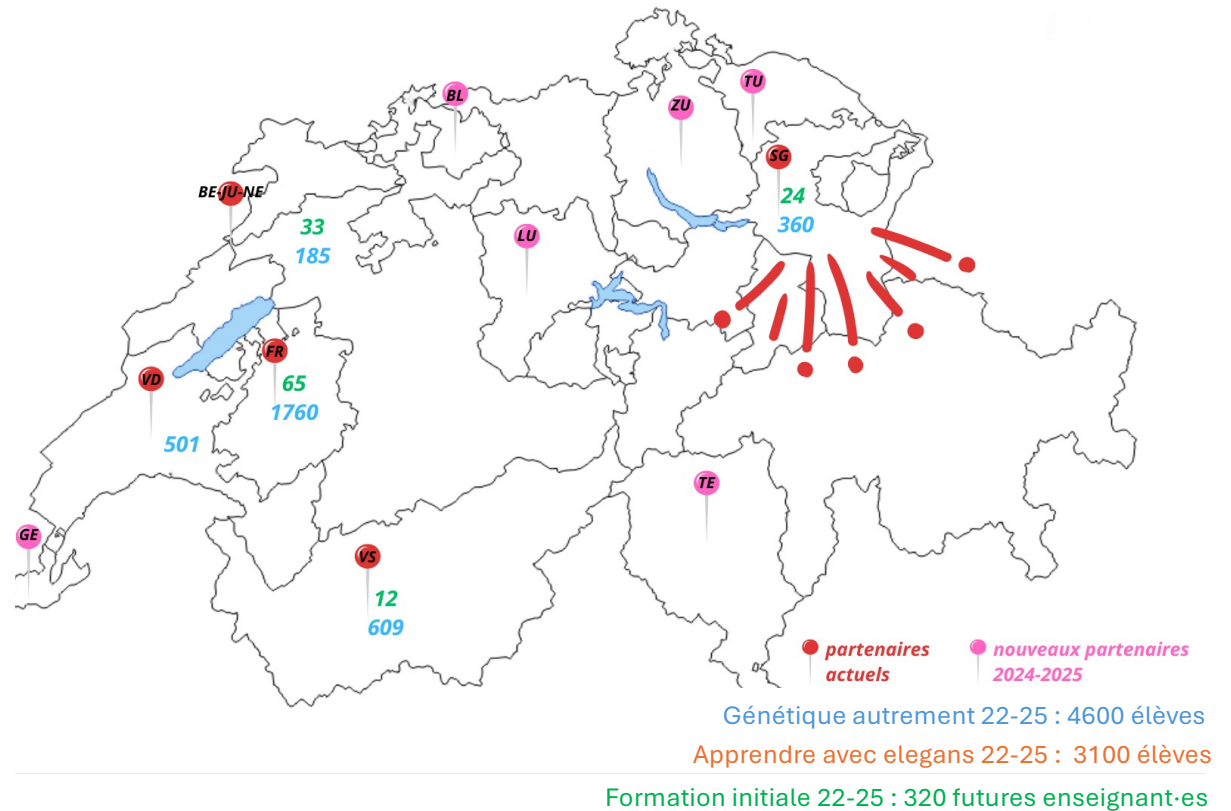 TU
BL
ZU
SG
BE-JU-NE
24
33
360
LU
185
FR
VD
65
1760
501
TE
GE
VS
12
609
partenaires
actuels
nouveaux partenaires
2024-2025
Génétique autrement 22-25 : 4600 élèves
Apprendre avec elegans 22-25 : 3100 élèves
Formation initiale 22-25 : 320 futures enseignant·es